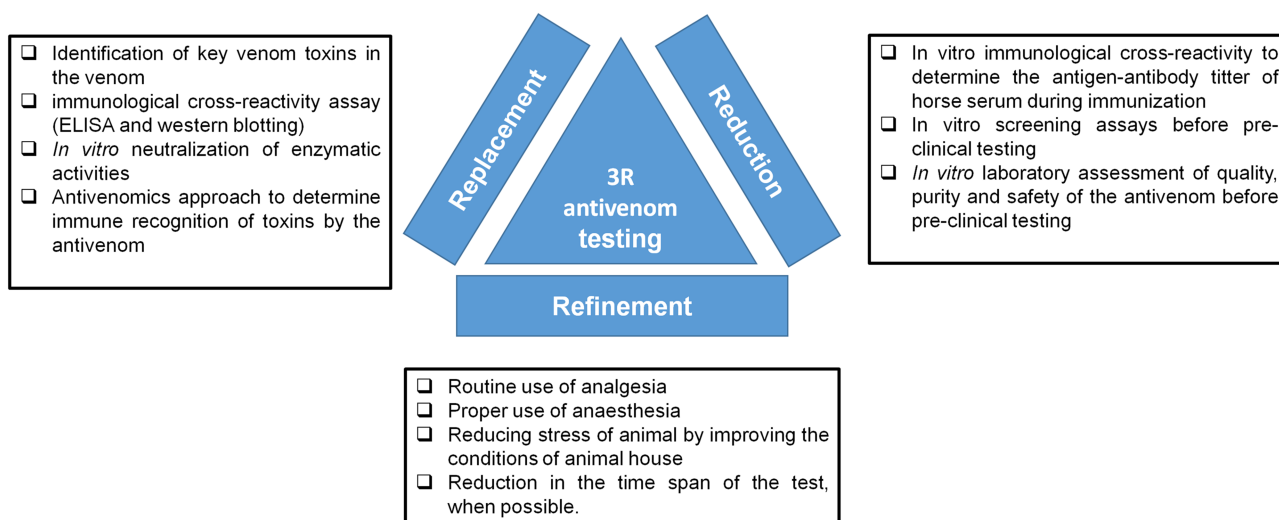 ❑ Identification of key venom toxins in
the venom
❑ immunological cross-reactivity assay
(ELISA and western blotting)
❑ In vitro neutralization of enzymatic
activities
❑ Antivenomics approach to determine
immune recognition of toxins by the
antivenom
Replacement
3R
antivenom
testing
Reduction
Refinement
❑ In vitro immunological cross-reactivity to
determine the antigen-antibody titter of
horse serum during immunization
❑ In vitro screening assays before pre-
clinical testing
❑ In vitro laboratory assessment of quality,
purity and safety of the antivenom before
pre-clinical testing
❑ Routine use of analgesia
❑ Proper use of anaesthesia
❑ Reducing stress of animal by improving the
conditions of animal house
❑ Reduction in the time span of the test,
when possible.